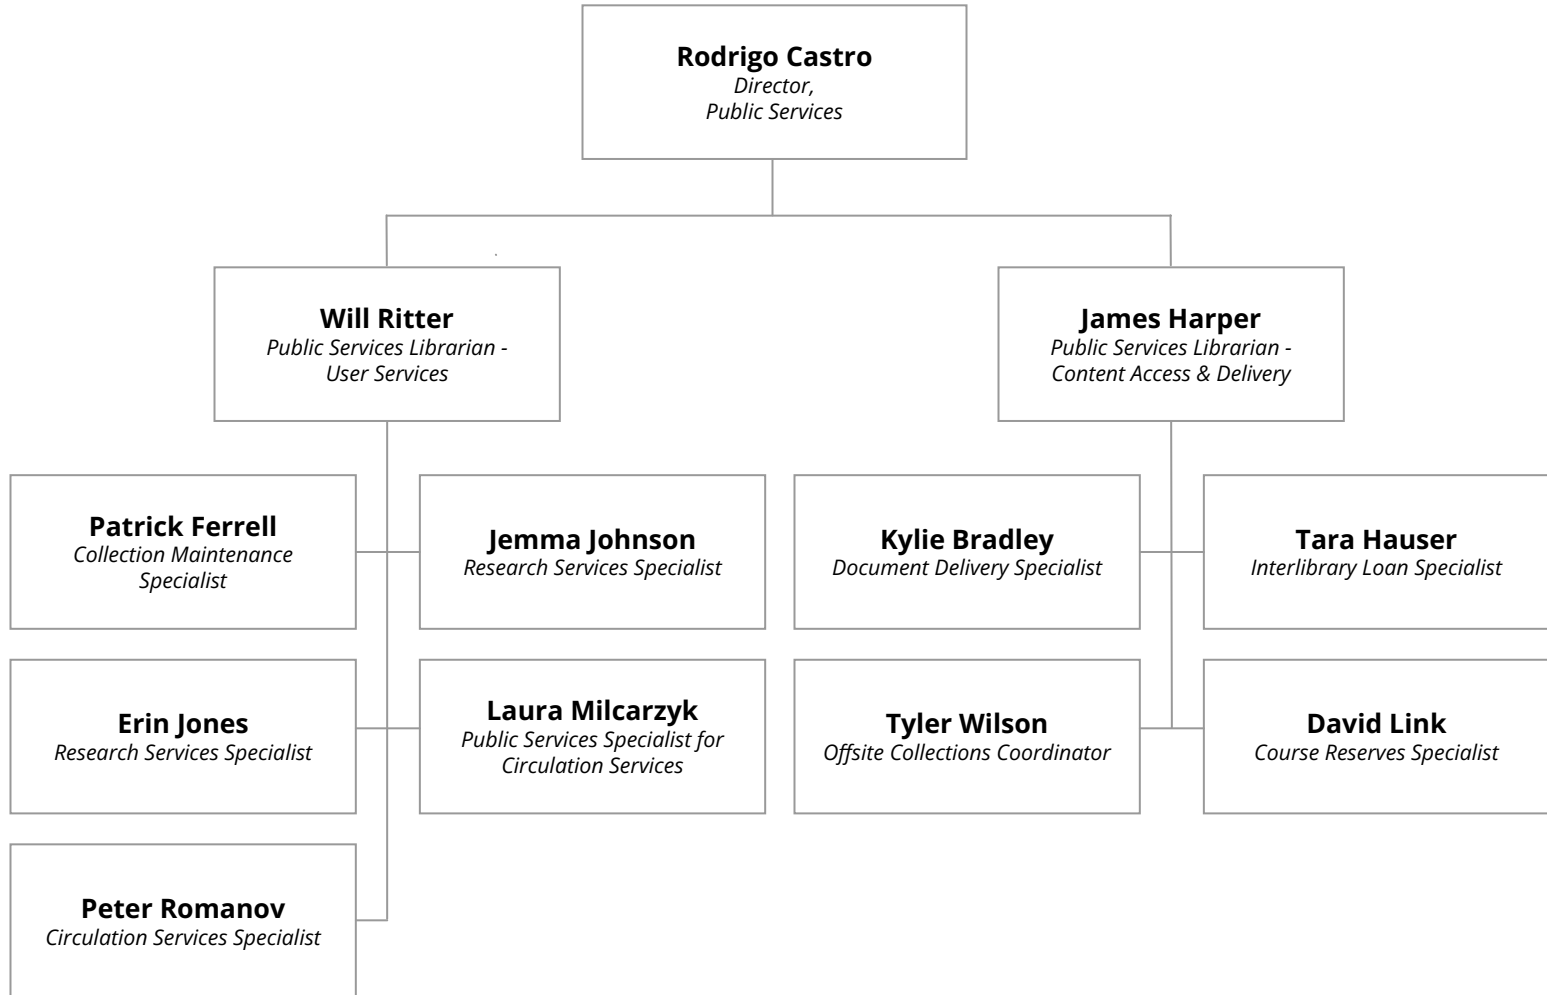 Rodrigo Castro
Director,
Public Services
Will Ritter
Public Services Librarian -
User Services
James Harper
Public Services Librarian -
Content Access & Delivery
Patrick Ferrell
Collection Maintenance
Specialist
Jemma Johnson
Research Services Specialist
Kylie Bradley
Document Delivery Specialist
Tara Hauser
Interlibrary Loan Specialist
Erin Jones
Research Services Specialist
Laura Milcarzyk
Public Services Specialist for
Circulation Services
Tyler Wilson
Offsite Collections Coordinator
David Link
Course Reserves Specialist
Peter Romanov
Circulation Services Specialist